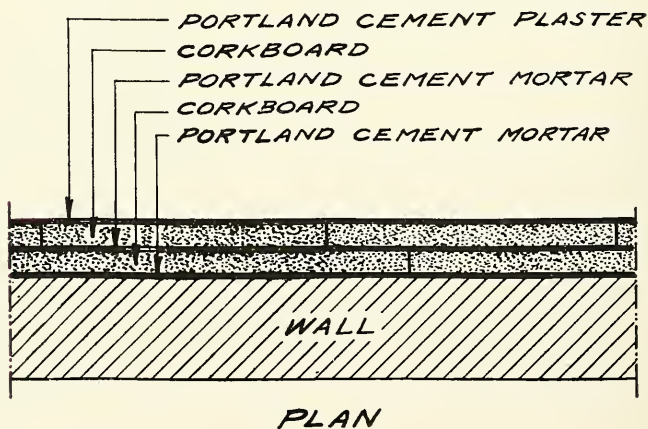 PORTLAND CEMENT PLASTER
CORKBOARD
PORTLAND CEMENT MORTAR
CORKBOARD
PORTLAND CEMENT MORTAR
WALL
PLAN